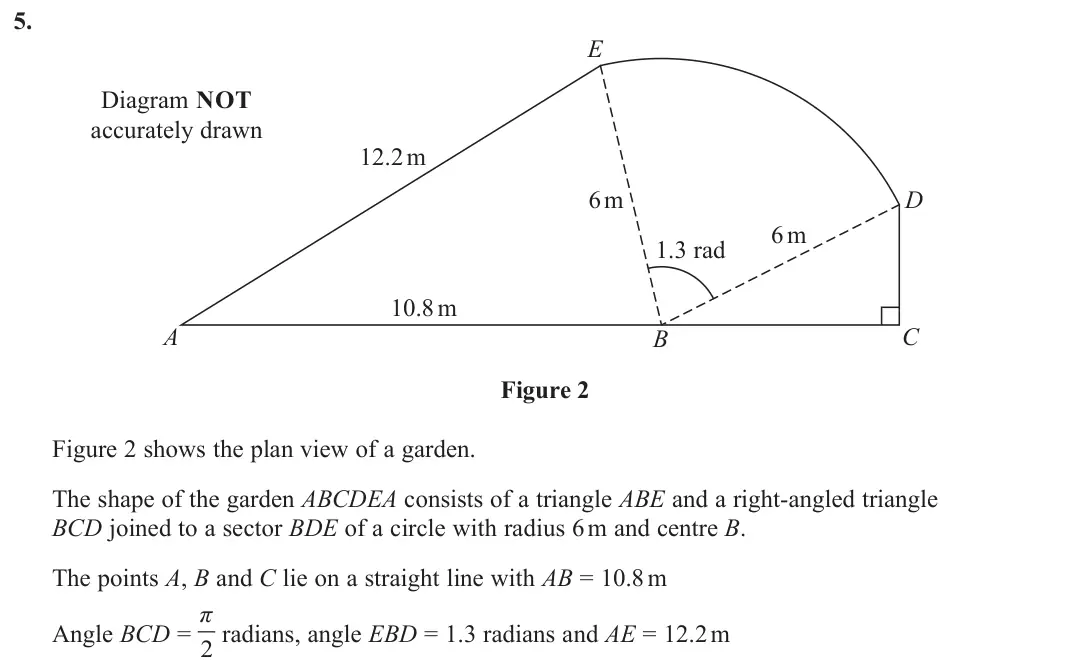 5.
E
Diagram NOT
accurately drawn
12.2 m
6 m
D
1.3 rad
6 m
10.8 m
A
B
C
Figure 2
Figure 2 shows the plan view of a garden.
The shape of the garden ABCDEA consists of a triangle ABE and a right-angled triangle
BCD joined to a sector BDE of a circle with radius 6 m and centre B.
The points A, B and C lie on a straight line with AB = 10.8 m
Angle BCD = π/2 radians, angle EBD = 1.3 radians and AE = 12.2 m